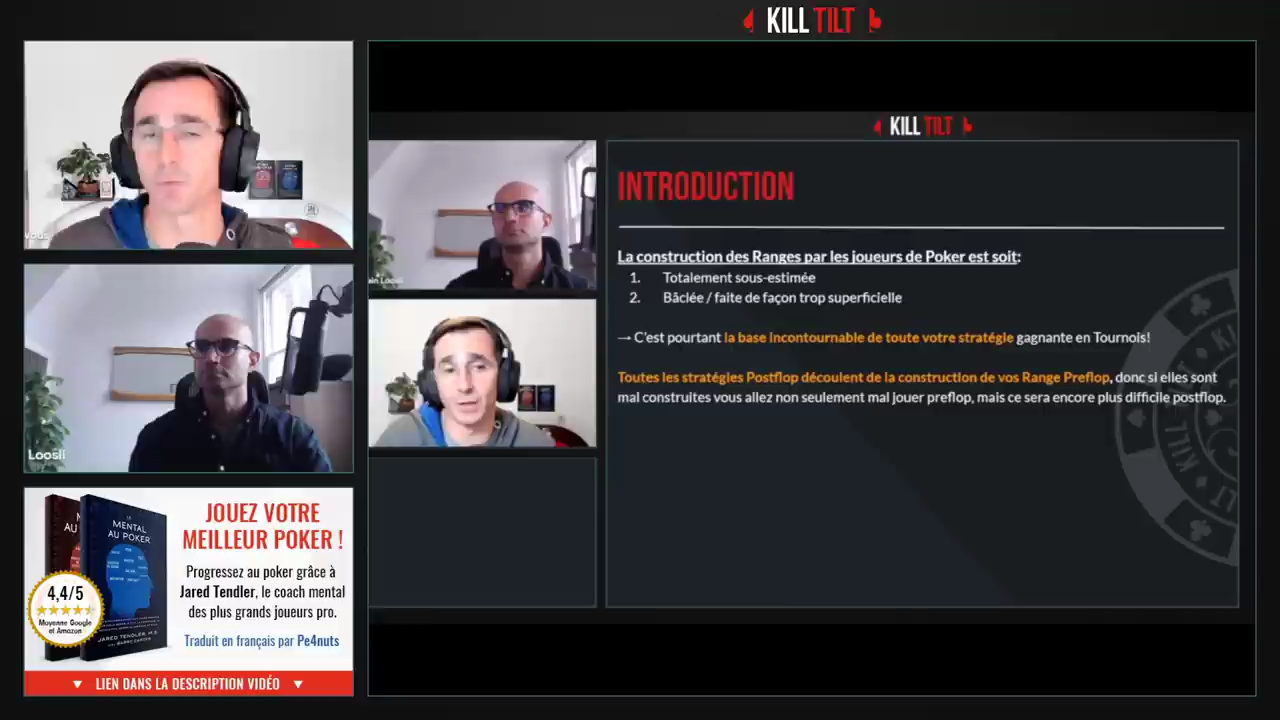 KILL TILT
KILL TILT
INTRODUCTION
La construction des Ranges par les joueurs de Poker est soit:
1. Totalement sous-estimée
2. Bâclée / faite de façon trop superficielle
→ C'est pourtant la base incontournable de toute votre stratégie gagnante en Tournois!
Toutes les stratégies Postflop découlent de la construction de vos Range Preflop, donc si elles sont
mal construites vous allez non seulement mal jouer preflop, mais ce sera encore plus difficile postflop.
Loosli
LE
MENTAL
AU POKER
JARED TENDLER, M.S.
4,4/5
Moyenne Google
et Amazon
JOUEZ VOTRE
MEILLEUR POKER !
Progressez au poker grâce à
Jared Tendler, le coach mental
des plus grands joueurs pro.
Traduit en français par Pe4nuts
LIEN DANS LA DESCRIPTION VIDÉO